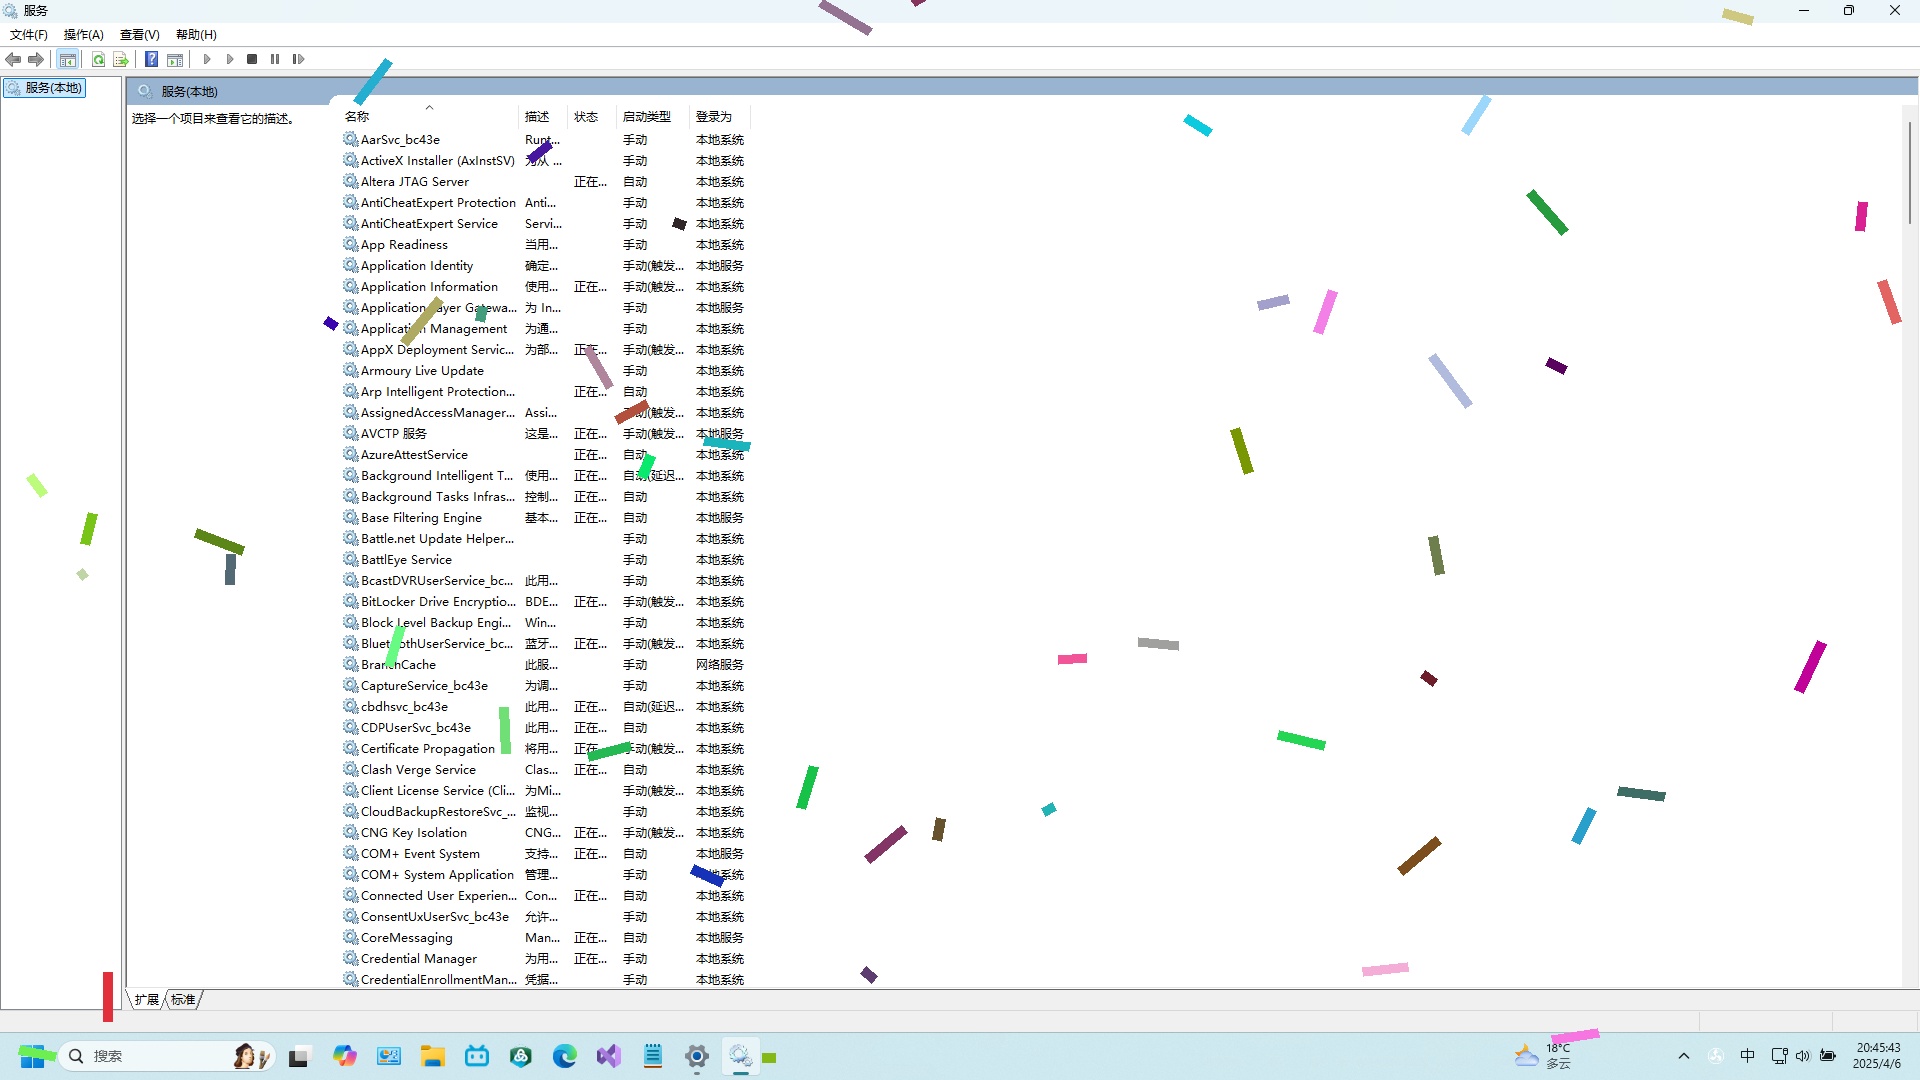 服务
文件(F) 操作(A) 查看(V) 帮助(H)
服务(本地)
服务(本地)
选择一个项目来查看它的描述。
名称 描述 状态 启动类型 登录为
AarSvc_bc43e Runt... 手动 本地系统
ActiveX Installer (AxInstSV) 为从 ... 手动 本地系统
Altera JTAG Server 正在... 自动 本地系统
AntiCheatExpert Protection Anti... 手动 本地系统
AntiCheatExpert Service Servi... 手动 本地系统
App Readiness 当用... 手动 本地系统
Application Identity 确定... 手动(触发... 本地服务
Application Information 使用... 正在... 手动(触发... 本地系统
Application Layer Gatewa... 为 In... 手动 本地服务
Application Management 为通... 手动 本地系统
AppX Deployment Servic... 为部... 正在... 手动(触发... 本地系统
Armoury Live Update 手动 本地系统
Arp Intelligent Protection... 正在... 自动 本地系统
AssignedAccessManager... Assi... 手动(触发... 本地系统
AVCTP 服务 这是... 正在... 手动(触发... 本地服务
AzureAttestService 正在... 自动 本地系统
Background Intelligent T... 使用... 正在... 自动(延迟... 本地系统
Background Tasks Infras... 控制... 正在... 自动 本地系统
Base Filtering Engine 基本... 正在... 自动 本地服务
Battle.net Update Helper... 手动 本地系统
BattlEye Service 手动 本地系统
BcastDVRUserService_bc... 此用... 手动 本地系统
BitLocker Drive Encryptio... BDE... 正在... 手动(触发... 本地系统
Block Level Backup Engi... Win... 手动 本地系统
BluetoothUserService_bc... 蓝牙... 正在... 手动(触发... 本地系统
BranchCache 此服... 手动 网络服务
CaptureService_bc43e 为调... 手动 本地系统
cbdhsvc_bc43e 此用... 正在... 自动(延迟... 本地系统
CDPUserSvc_bc43e 此用... 正在... 自动 本地系统
Certificate Propagation 将用... 正在... 手动(触发... 本地系统
Clash Verge Service Clas... 正在... 自动 本地系统
Client License Service (Cli... 为Mi... 手动(触发... 本地系统
CloudBackupRestoreSvc_... 监视... 手动 本地系统
CNG Key Isolation CNG... 正在... 手动(触发... 本地系统
COM+ Event System 支持... 正在... 自动 本地服务
COM+ System Application 管理... 手动 本地系统
Connected User Experien... Con... 正在... 自动 本地系统
ConsentUxUserSvc_bc43e 允许... 手动 本地系统
CoreMessaging Man... 正在... 自动 本地服务
Credential Manager 为用... 正在... 手动 本地系统
CredentialEnrollmentMan... 凭据... 手动 本地系统
扩展 标准
搜索
18°C
多云
中
20:45:43
2025/4/6